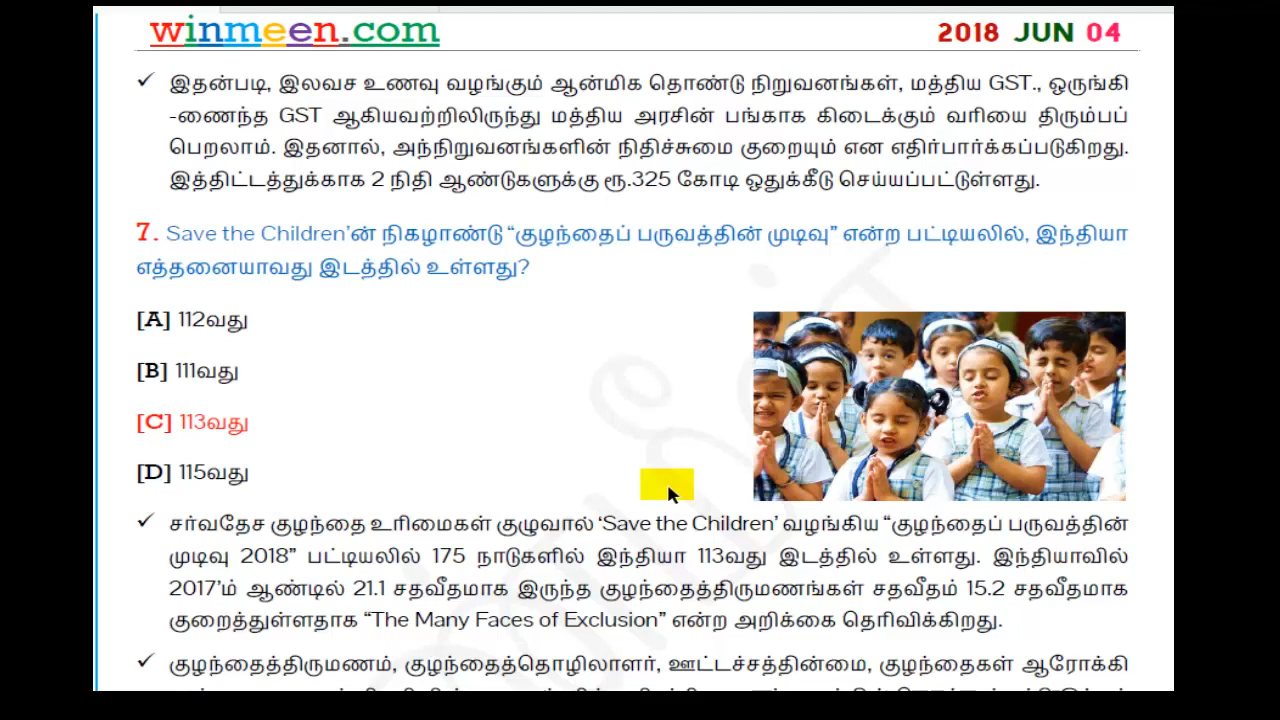 winmeen.com 2018 JUN 04
✓ இதன்படி, இலவச உணவு வழங்கும் ஆன்மிக தொண்டு நிறுவனங்கள், மத்திய GST., ஒருங்கி
-ணைந்த GST ஆகியவற்றிலிருந்து மத்திய அரசின் பங்காக கிடைக்கும் வரியை திரும்பப்
பெறலாம். இதனால், அந்நிறுவனங்களின் நிதிச்சுமை குறையும் என எதிர்பார்க்கப்படுகிறது.
இத்திட்டத்துக்காக 2 நிதி ஆண்டுகளுக்கு ரூ.325 கோடி ஒதுக்கீடு செய்யப்பட்டுள்ளது.
7. Save the Children'ன் நிகழாண்டு “குழந்தைப் பருவத்தின் முடிவு” என்ற பட்டியலில், இந்தியா
எத்தனையாவது இடத்தில் உள்ளது?
[A] 112வது
[B] 111வது
[C] 113வது
[D] 115வது
✓ சர்வதேச குழந்தை உரிமைகள் குழுவால் ‘Save the Children’ வழங்கிய “குழந்தைப் பருவத்தின்
முடிவு 2018” பட்டியலில் 175 நாடுகளில் இந்தியா 113வது இடத்தில் உள்ளது. இந்தியாவில்
2017’ம் ஆண்டில் 21.1 சதவீதமாக இருந்த குழந்தைத்திருமணங்கள் சதவீதம் 15.2 சதவீதமாக
குறைத்துள்ளதாக “The Many Faces of Exclusion” என்ற அறிக்கை தெரிவிக்கிறது.
✓ குழந்தைத்திருமணம், குழந்தைத்தொழிலாளர், ஊட்டச்சத்தின்மை, குழந்தைகள் ஆரோக்கி